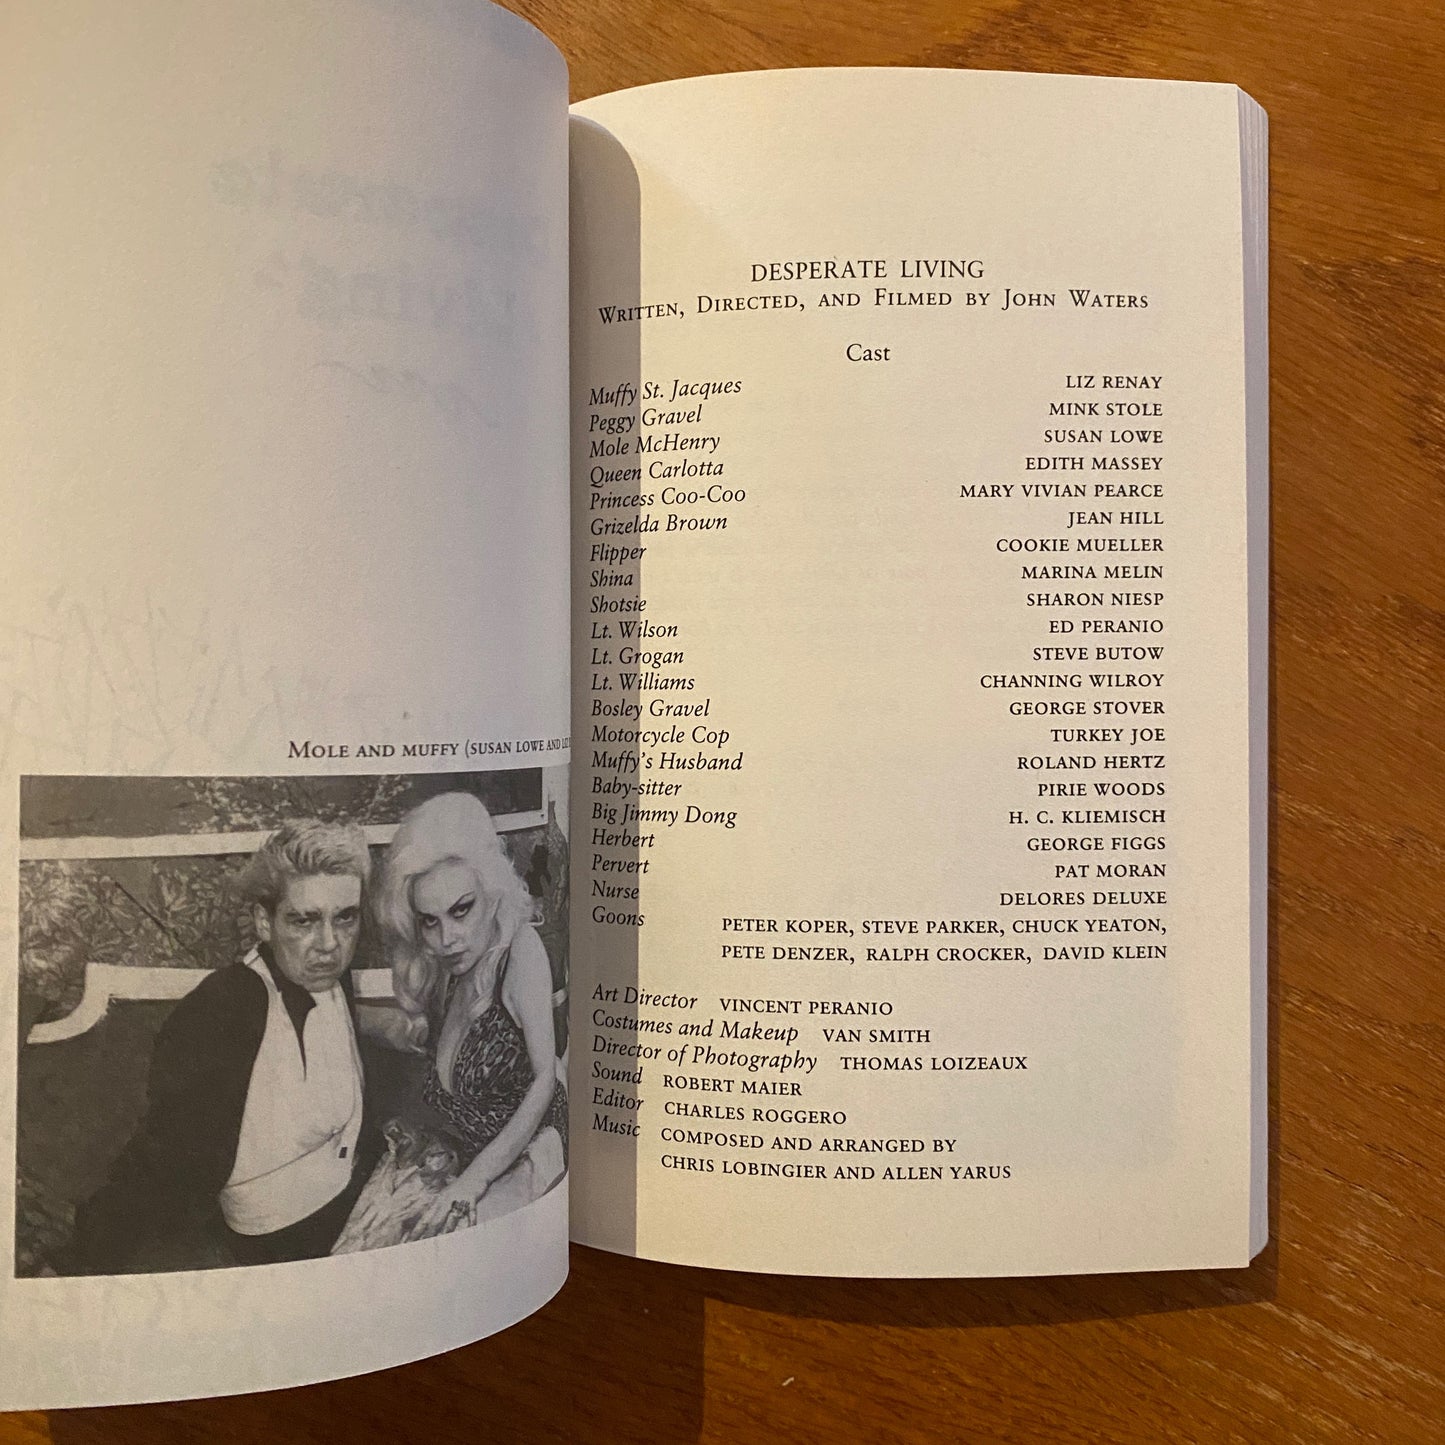 MOLE AND MUFFY (SUSAN LOWE AND
DESPERATE LIVING
WRITTEN, DIRECTED, AND FILMED BY JOHN WATERS
Cast
Muffy St. Jacques LIZ RENAY
Peggy Gravel MINK STOLE
Mole McHenry SUSAN LOWE
Queen Carlotta EDITH MASSEY
Princess Coo-Coo MARY VIVIAN PEARCE
Grizelda Brown JEAN HILL
Flipper COOKIE MUELLER
Shina MARINA MELIN
Shotsie SHARON NIESP
Lt. Wilson ED PERANIO
Lt. Grogan STEVE BUTOW
Lt. Williams CHANNING WILROY
Bosley Gravel GEORGE STOVER
Motorcycle Cop TURKEY JOE
Muffy's Husband ROLAND HERTZ
Baby-sitter PIRIE WOODS
Big Jimmy Dong H. C. KLIEMISCH
Herbert GEORGE FIGGS
Pervert PAT MORAN
Nurse DELORES DELUXE
Goons PETER KOPER, STEVE PARKER, CHUCK YEATON,
PETE DENZER, RALPH CROCKER, DAVID KLEIN
Art Director VINCENT PERANIO
Costumes and Makeup VAN SMITH
Director of Photography THOMAS LOIZEAUX
Sound ROBERT MAIER
Editor CHARLES ROGGERO
Music COMPOSED AND ARRANGED BY
CHRIS LOBINGIER AND ALLEN YARUS